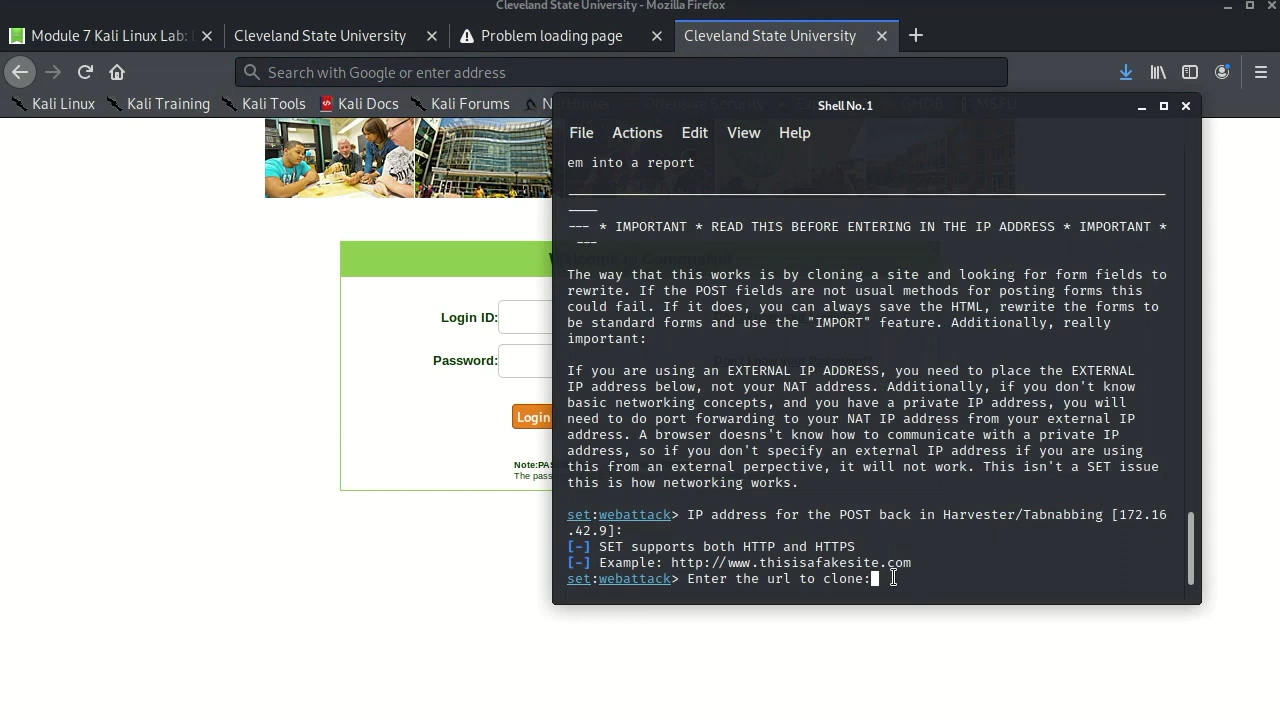 Cleveland State University - Mozilla Firefox
Module 7 Kali Linux Lab:
Cleveland State University
Problem loading page
Cleveland State University
Search with Google or enter address
Kali Linux
Kali Training
Kali Tools
Kali Docs
Kali Forums
NetHunter
Offensive Security
GHDB
MSFU
Login ID:
Password:
Login
Note:PAS
The pass
Shell No. 1
File Actions Edit View Help
em into a report
--- * IMPORTANT * READ THIS BEFORE ENTERING IN THE IP ADDRESS * IMPORTANT *
---
The way that this works is by cloning a site and looking for form fields to
rewrite. If the POST fields are not usual methods for posting forms this
could fail. If it does, you can always save the HTML, rewrite the forms to
be standard forms and use the "IMPORT" feature. Additionally, really
important:
If you are using an EXTERNAL IP ADDRESS, you need to place the EXTERNAL
IP address below, not your NAT address. Additionally, if you don't know
basic networking concepts, and you have a private IP address, you will
need to do port forwarding to your NAT IP address from your external IP
address. A browser doesns't know how to communicate with a private IP
address, so if you don't specify an external IP address if you are using
this from an external perpective, it will not work. This isn't a SET issue
this is how networking works.
set:webattack> IP address for the POST back in Harvester/Tabnabbing [172.16
.42.9]:
[-] SET supports both HTTP and HTTPS
[-] Example: http://www.thisisafakesite.com
set:webattack> Enter the url to clone: